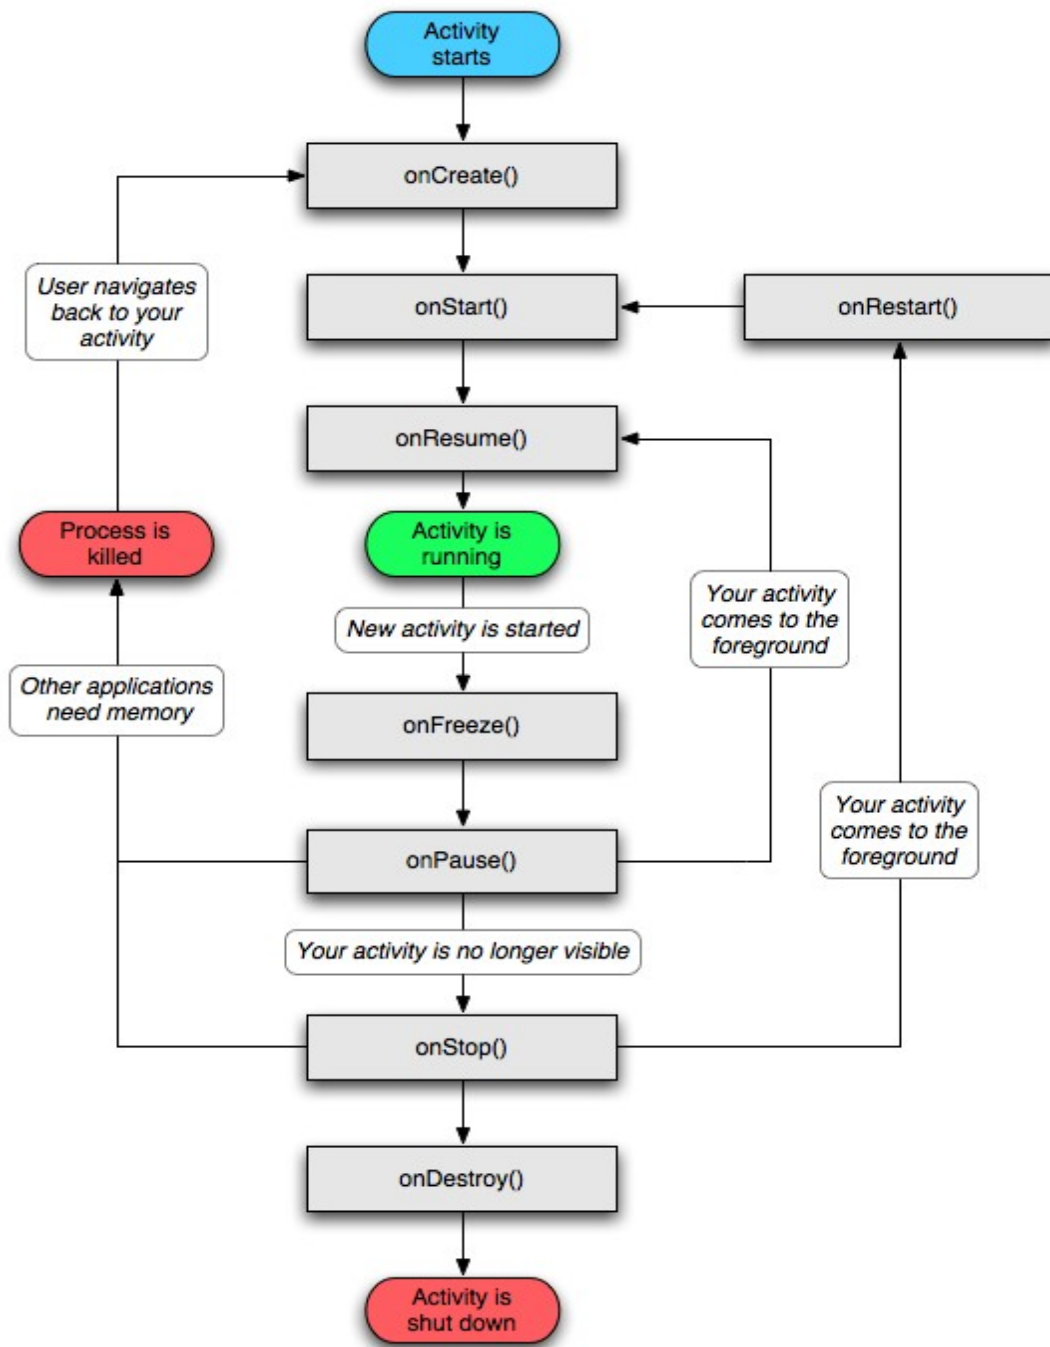 Activity
starts
onCreate()
User navigates
back to your
activity
onStart()
onRestart()
onResume()
Process is
killed
Activity is
running
Your activity
comes to the
foreground
New activity is started
Other applications
need memory
onFreeze()
Your activity
comes to the
foreground
onPause()
Your activity is no longer visible
onStop()
onDestroy()
Activity is
shut down